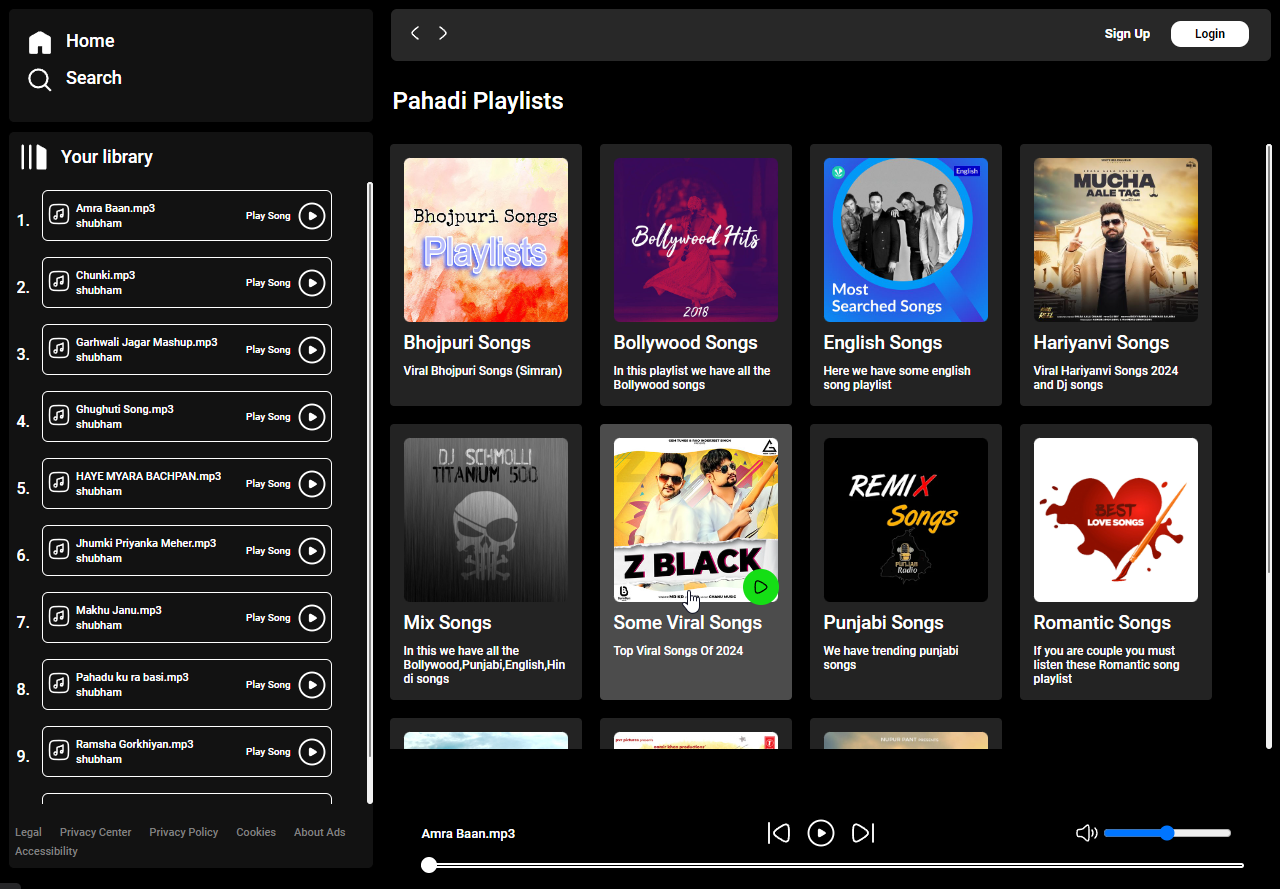 Home
Search
Your library
1.
Amra Baan.mp3
shubham
Play Song
2.
Chunki.mp3
shubham
Play Song
3.
Garhwali Jagar Mashup.mp3
shubham
Play Song
4.
Ghughuti Song.mp3
shubham
Play Song
5.
HAYE MYARA BACHPAN.mp3
shubham
Play Song
6.
Jhumki Priyanka Meher.mp3
shubham
Play Song
7.
Makhu Janu.mp3
shubham
Play Song
8.
Pahadu ku ra basi.mp3
shubham
Play Song
9.
Ramsha Gorkhiyan.mp3
shubham
Play Song
Legal Privacy Center Privacy Policy Cookies About Ads
Accessibility
Sign Up Login
Pahadi Playlists
Bhojpuri Songs
Playlists
Bhojpuri Songs
Viral Bhojpuri Songs (Simran)
Bollywood Hits
2018
Bollywood Songs
In this playlist we have all the
Bollywood songs
English
Most
Searched Songs
English Songs
Here we have some english
song playlist
MUCHA
AALE TAG
Hariyanvi Songs
Viral Hariyanvi Songs 2024
and Dj songs
DJ SCHMOLLI
TITANIUM 500
Mix Songs
In this we have all the
Bollywood,Punjabi,English,Hin
di songs
Z BLACK
Some Viral Songs
Top Viral Songs Of 2024
REMIX
Songs
PUNJAB
Radio
Punjabi Songs
We have trending punjabi
songs
BEST
LOVE SONGS
Romantic Songs
If you are couple you must
listen these Romantic song
playlist
Amra Baan.mp3